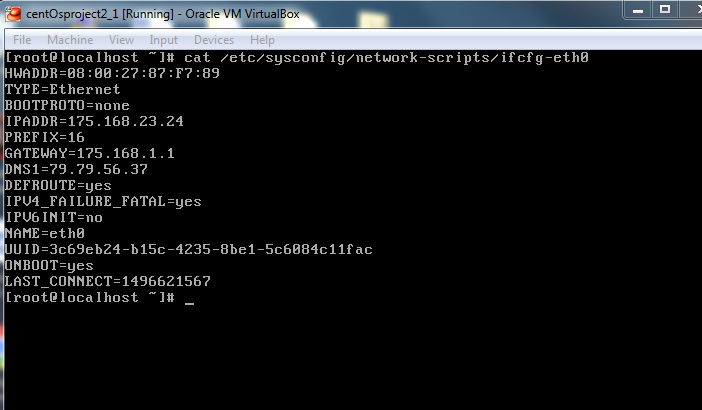 centOsproject2_1 [Running] - Oracle VM VirtualBox
Machine View Devices Help
[root@localhost ~]# cat /etc/sysconfig/network-scripts/ifcfg-eth0
HWADDR=08:00:27:87:F7:89
TYPE=Ethernet
BOOTPROTO=none
IPADDR=175.168.23.24
PREFIX=16
GATEWAY=175.168.1.1
DNS1=79.79.56.37
DEFROUTE=yes
IPV4_FAILURE_FATAL=yes
IPV6INIT=no
NAME=eth0
UUID=3c69eb24-b15c-4235-8be1-5c6084c11fac
ONBOOT=yes
LAST_CONNECT=1496621567
[root@localhost ~]# _